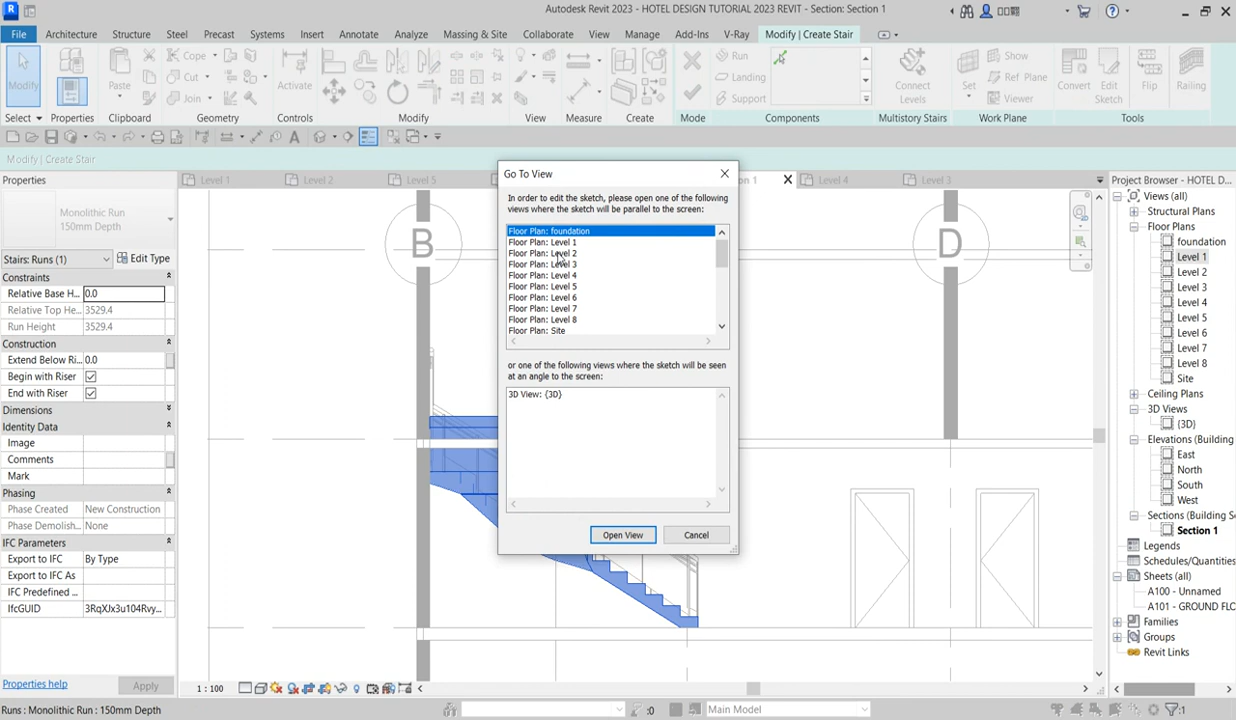 Autodesk Revit 2023 - HOTEL DESIGN TUTORIAL 2023 REVIT - Section: Section 1
File Architecture Structure Steel Precast Systems Insert Annotate Analyze Massing & Site Collaborate View Manage Add-Ins V-Ray Modify | Create Stair
Cope
Run
Show
Cut
Landing
Ref Plane
Modify
Paste
Join
Activate
Support
Connect
Levels
Set
Viewer
Convert
Edit
Sketch
Flip
Railing
Select Properties Clipboard Geometry Controls Modify View Measure Create Mode Components Multistory Stairs Work Plane Tools
Modify | Create Stair
Properties
Level 1
Level 2
Level 5
Level 4
Level 3
Project Browser - HOTEL D...
Monolithic Run
150mm Depth
Stairs: Runs (1)
Edit Type
Constraints
Relative Base H... 0.0
Relative Top He... 3529.4
Run Height 3529.4
Construction
Extend Below Ri... 0.0
Begin with Riser
End with Riser
Dimensions
Identity Data
Image
Comments
Mark
Phasing
Phase Created New Construction
Phase Demolish... None
IFC Parameters
Export to IFC By Type
Export to IFC As
IFC Predefined ...
IfcGUID 3RqXJx3u104Rvy...
Properties help
Apply
B
D
Go To View
In order to edit the sketch, please open one of the following
views where the sketch will be parallel to the screen:
Floor Plan: foundation
Floor Plan: Level 1
Floor Plan: Level 2
Floor Plan: Level 3
Floor Plan: Level 4
Floor Plan: Level 5
Floor Plan: Level 6
Floor Plan: Level 7
Floor Plan: Level 8
Floor Plan: Site
or one of the following views where the sketch will be seen
at an angle to the screen:
3D View: {3D}
Open View
Cancel
Views (all)
Structural Plans
Floor Plans
foundation
Level 1
Level 2
Level 3
Level 4
Level 5
Level 6
Level 7
Level 8
Site
Ceiling Plans
3D Views
{3D}
Elevations (Building
East
North
South
West
Sections (Building S
Section 1
Legends
Schedules/Quantities
Sheets (all)
A100 - Unnamed
A101 - GROUND FLC
Families
Groups
Revit Links
1 : 100
Runs : Monolithic Run : 150mm Depth
:0
Main Model
:1